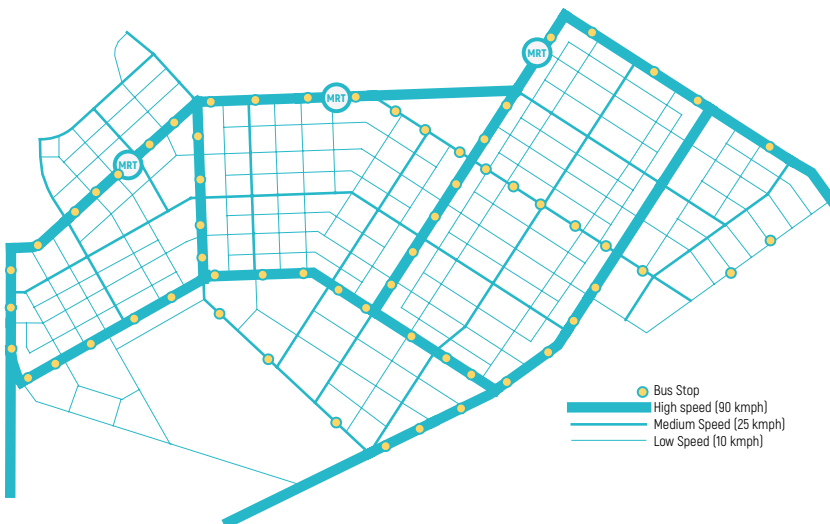 MRT
MRT
MRT
Bus Stop
High speed (90 kmph)
Medium Speed (25 kmph)
Low Speed (10 kmph)